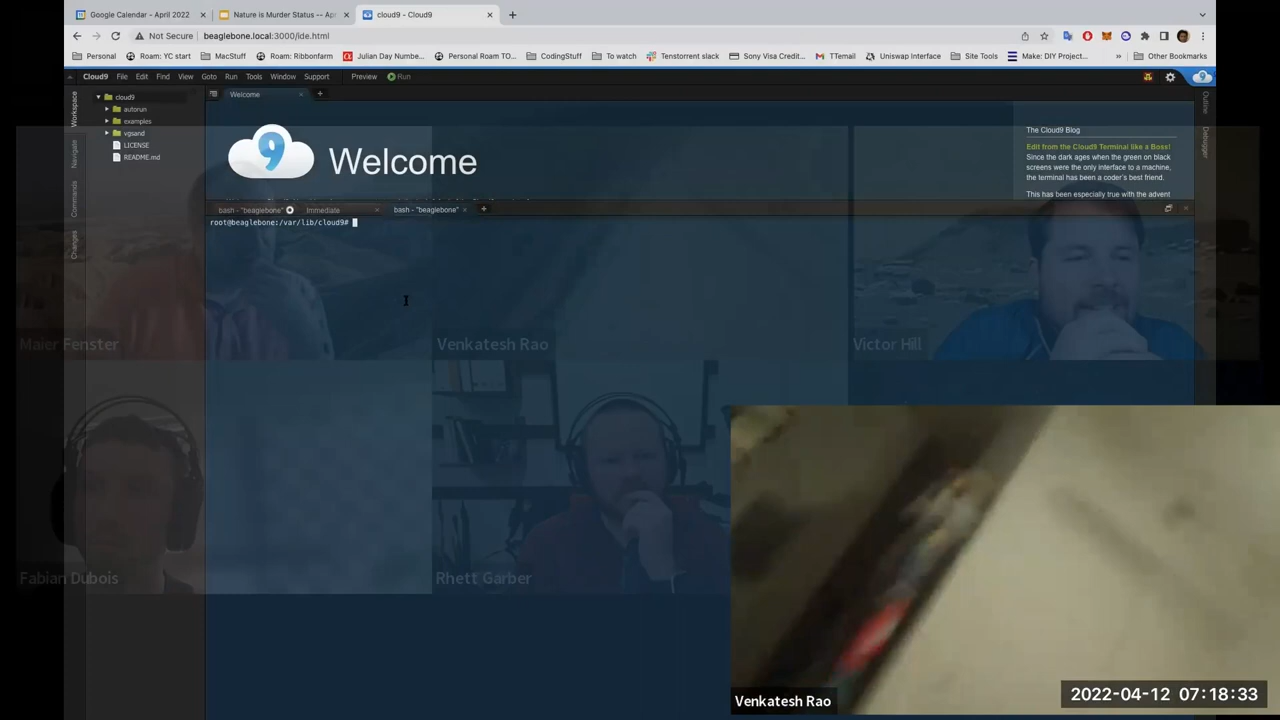 Google Calendar - April 2022
Nature is Murder Status -- Apr
cloud9 - Cloud9
Not Secure
beaglebone.local:3000/ide.html
Personal
Roam: YC start
MacStuff
Roam: Ribbonfarm
Julian Day Numbe...
Personal Roam TO...
CodingStuff
To watch
Tenstorrent slack
Sony Visa Credit...
TTemail
Uniswap Interface
Site Tools
Make: DIY Project...
»
Other Bookmarks
Cloud9 File Edit Find View Goto Run Tools Window Support Preview Run
Workspace
Navigate
Commands
Changes
cloud9
autorun
examples
vgsand
LICENSE
README.md
Welcome
9
Welcome
The Cloud9 Blog
Edit from the Cloud9 Terminal like a Boss!
Since the dark ages when the green on black
screens were the only interface to a machine,
the terminal has been a coder's best friend.
This has been especially true with the advent
Outline
Debugger
bash - "beaglebone"
Immediate
bash - "beaglebone"
root@beaglebone:/var/lib/cloud9#
Maier Fenster
Venkatesh Rao
Victor Hill
Fabian Dubois
Rhett Garber
Venkatesh Rao
2022-04-12 07:18:33